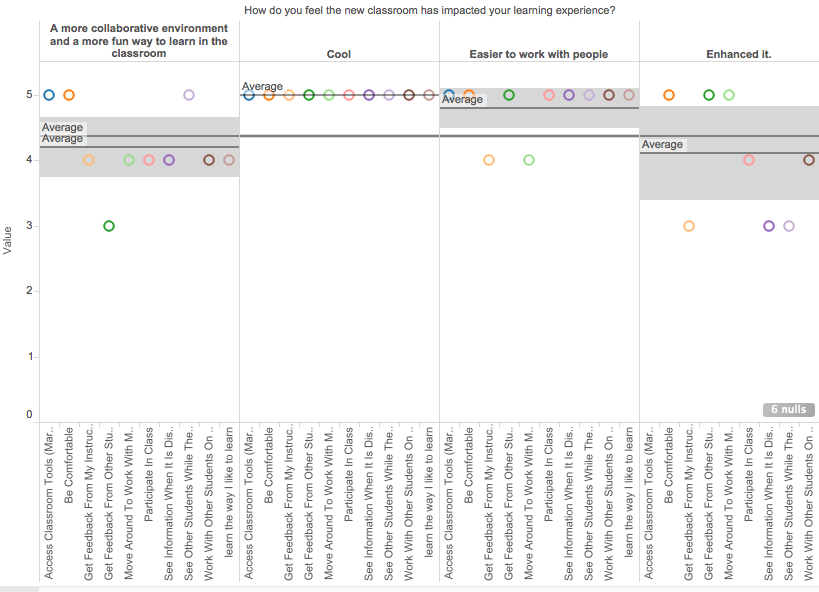 How do you feel the new classroom has impacted your learning experience?
A more collaborative environment
and a more fun way to learn in the
classroom
Cool
Easier to work with people
Enhanced it.
Value
5
4
3
2
1
0
Average
Average
Average
Average
Average
6 nulls
Access Classroom Tools (Mar..
Be Comfortable
Get Feedback From My Instruc..
Get Feedback From Other Stu..
Move Around To Work With M..
Participate In Class
See Information When It Is Dis..
See Other Students While The..
Work With Other Students On ..
learn the way I like to learn
Access Classroom Tools (Mar..
Be Comfortable
Get Feedback From My Instruc..
Get Feedback From Other Stu..
Move Around To Work With M..
Participate In Class
See Information When It Is Dis..
See Other Students While The..
Work With Other Students On ..
learn the way I like to learn
Access Classroom Tools (Mar..
Be Comfortable
Get Feedback From My Instruc..
Get Feedback From Other Stu..
Move Around To Work With M..
Participate In Class
See Information When It Is Dis..
See Other Students While The..
Work With Other Students On ..
learn the way I like to learn
Access Classroom Tools (Mar..
Be Comfortable
Get Feedback From My Instruc..
Get Feedback From Other Stu..
Move Around To Work With M..
Participate In Class
See Information When It Is Dis..
See Other Students While The..
Work With Other Students On ..